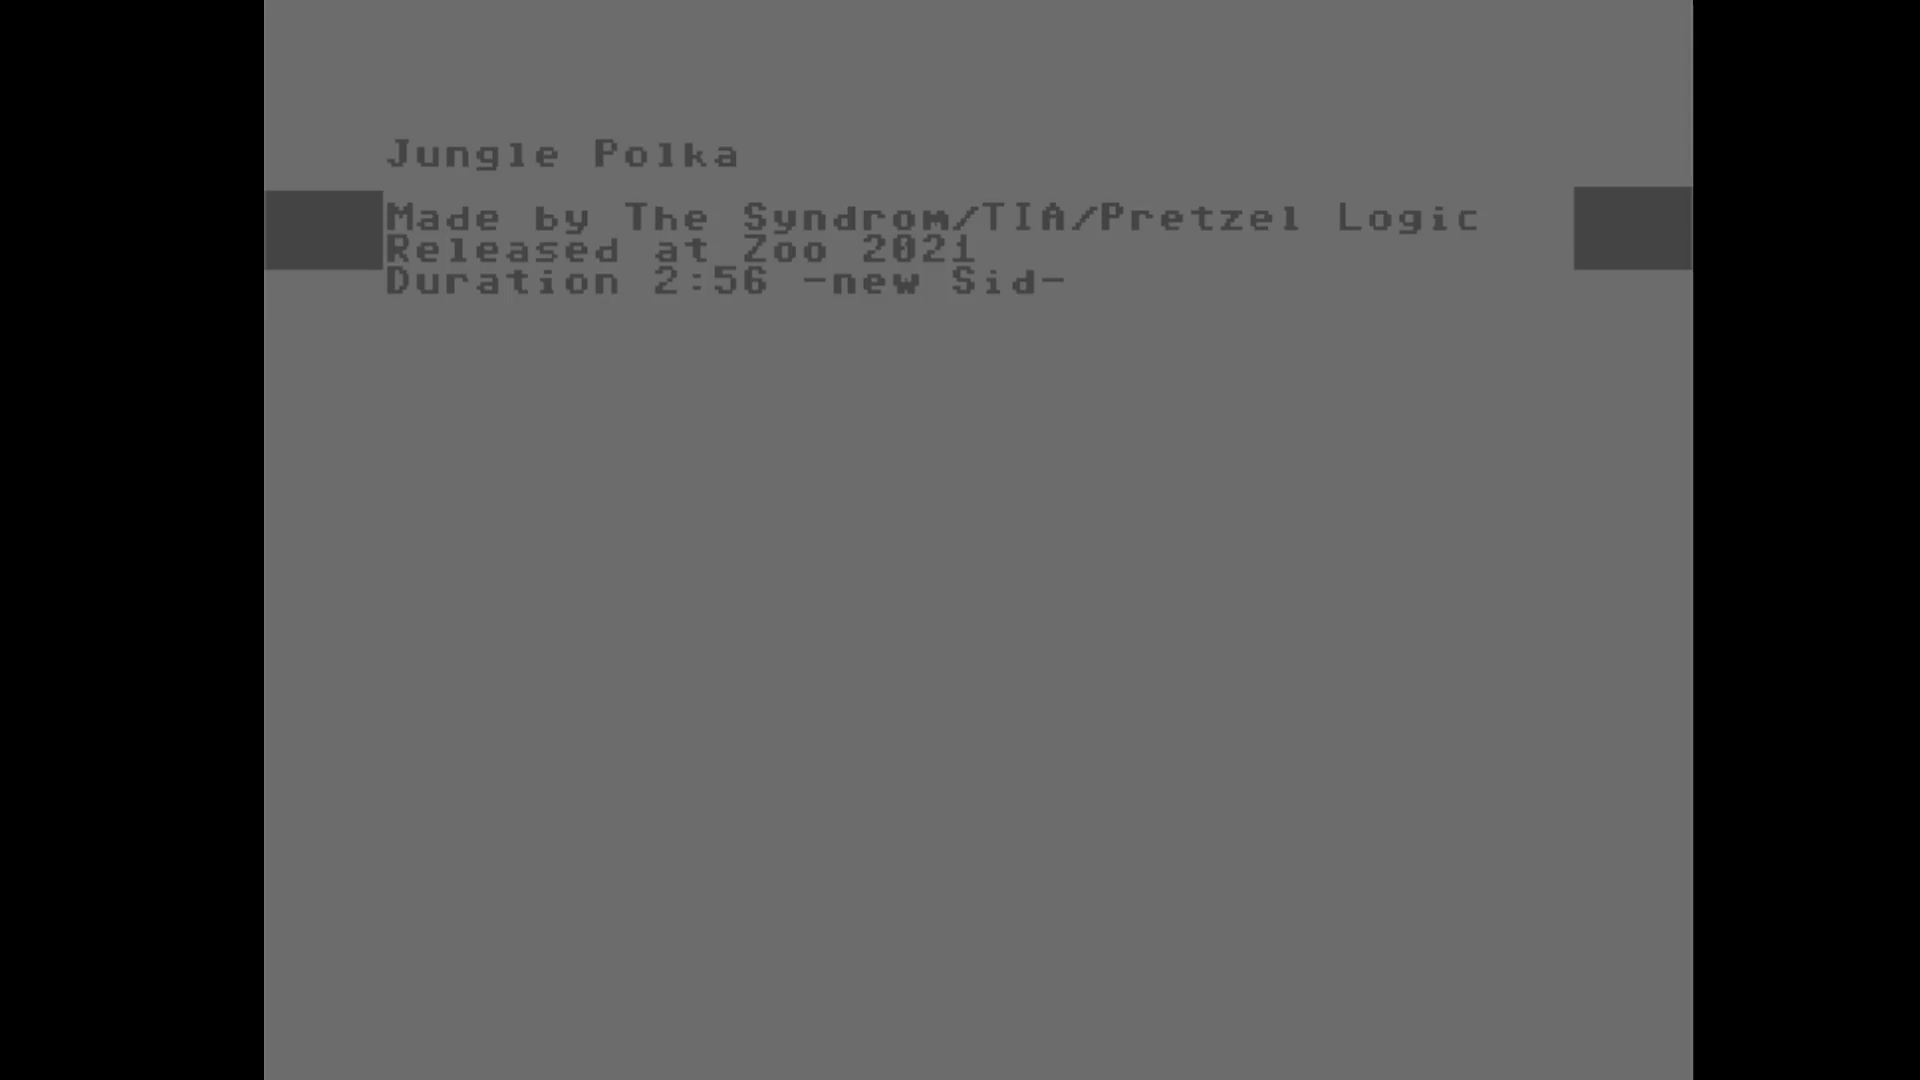 Jungle Polka
Made by The Syndrom/TIA/Pretzel Logic
Released at Zoo 2021
Duration 2:56 -new Sid-